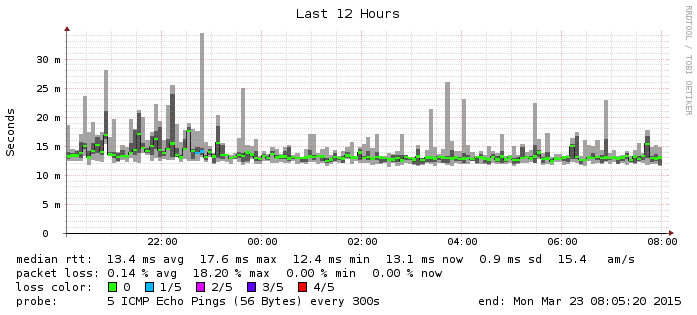 Last 12 Hours
RRDTOOL / TOBI OETIKER
Seconds
30 m
25 m
20 m
15 m
10 m
5 m
0
22:00 00:00 02:00 04:00 06:00 08:00
median rtt: 13.4 ms avg 17.6 ms max 12.4 ms min 13.1 ms now 0.9 ms sd 15.4 am/s
packet loss: 0.14 % avg 18.20 % max 0.00 % min 0.00 % now
loss color: 0 1/5 2/5 3/5 4/5
probe: 5 ICMP Echo Pings (56 Bytes) every 300s end: Mon Mar 23 08:05:20 2015